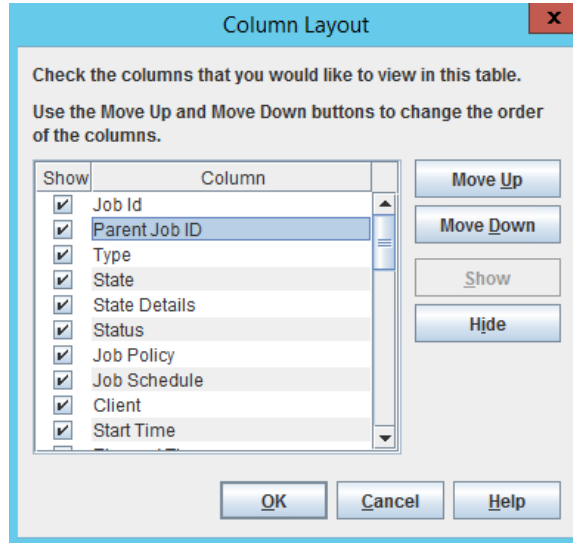 Column Layout
x
Check the columns that you would like to view in this table.
Use the Move Up and Move Down buttons to change the order
of the columns.
Show Column
Job Id
Parent Job ID
Type
State
State Details
Status
Job Policy
Job Schedule
Client
Start Time
Move Up
Move Down
Show
Hide
OK Cancel Help